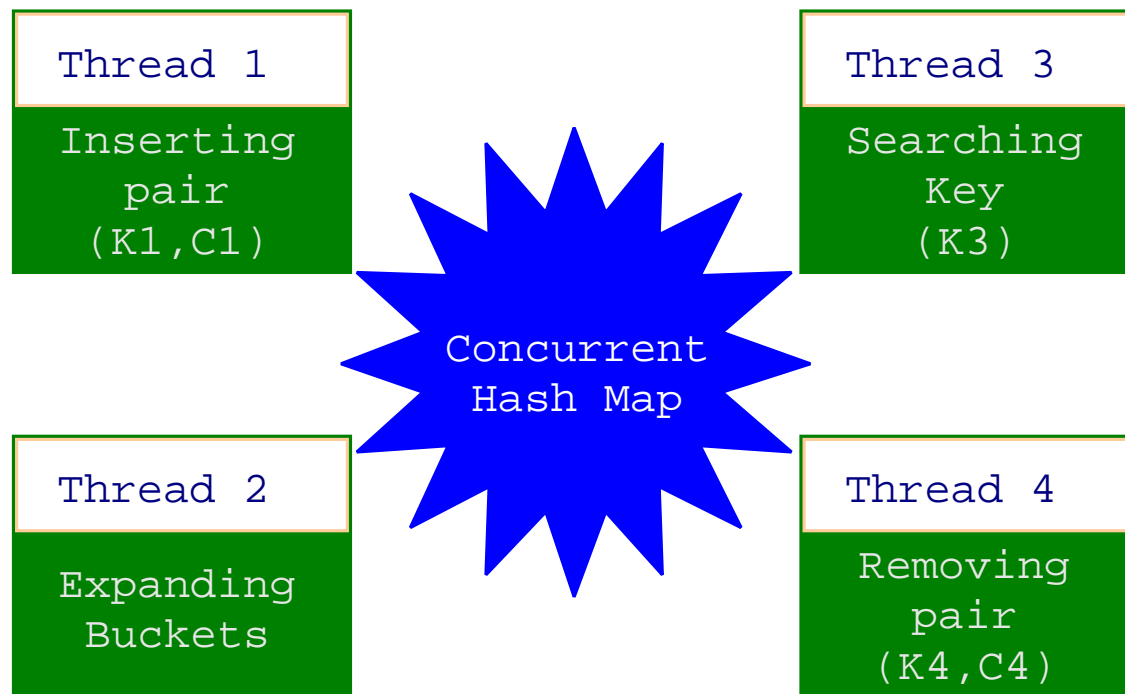 Thread 1
Inserting
pair
(K1,C1)
Thread 3
Searching
Key
(K3)
Concurrent
Hash Map
Thread 2
Expanding
Buckets
Thread 4
Removing
pair
(K4,C4)